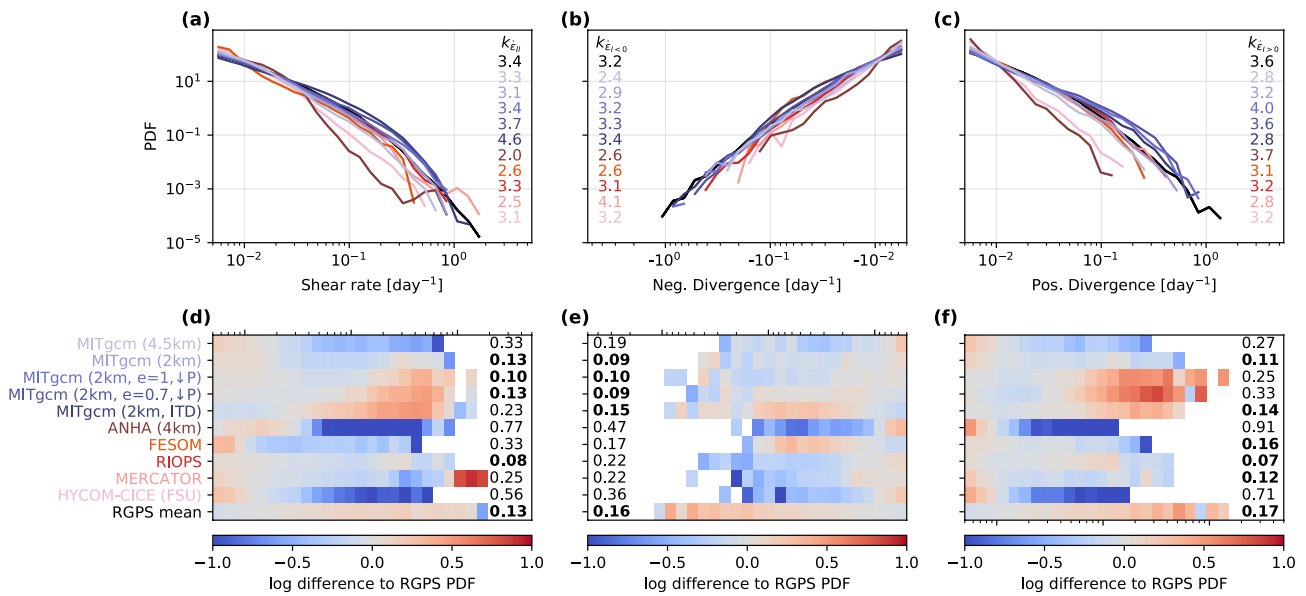 (a)
(b)
(c)
PDF
10^1
10^-1
10^-3
10^-5
k_ε̇_II
3.4
3.3
3.1
3.4
3.7
4.6
2.0
2.6
3.3
2.5
3.1
k_ε̇_I<0
3.2
2.4
2.9
3.2
3.3
3.4
2.6
2.6
3.1
4.1
3.2
k_ε̇_I>0
3.6
2.8
3.2
4.0
3.6
2.8
3.7
3.1
3.2
2.8
3.2
10^-2 10^-1 10^0
-10^0 -10^-1 -10^-2
10^-2 10^-1 10^0
Shear rate [day^-1]
Neg. Divergence [day^-1]
Pos. Divergence [day^-1]
(d)
(e)
(f)
MITgcm (4.5km) 0.33 0.19 0.27
MITgcm (2km) 0.13 0.09 0.11
MITgcm (2km, e=1,↓P) 0.10 0.10 0.25
MITgcm (2km, e=0.7,↓P) 0.13 0.09 0.33
MITgcm (2km, ITD) 0.23 0.15 0.14
ANHA (4km) 0.77 0.47 0.91
FESOM 0.33 0.17 0.16
RIOPS 0.08 0.22 0.07
MERCATOR 0.25 0.22 0.12
HYCOM-CICE (FSU) 0.56 0.36 0.71
RGPS mean 0.13 0.16 0.17
−1.0 −0.5 0.0 0.5 1.0
−1.0 −0.5 0.0 0.5 1.0
−1.0 −0.5 0.0 0.5 1.0
log difference to RGPS PDF
log difference to RGPS PDF
log difference to RGPS PDF